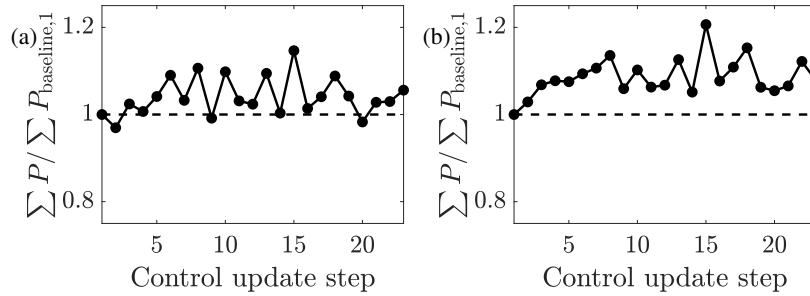 (a)
∑ P / ∑ P_baseline,1
1.2
1
0.8
5 10 15 20
Control update step
(b)
∑ P / ∑ P_baseline,1
1.2
1
0.8
5 10 15 20
Control update step